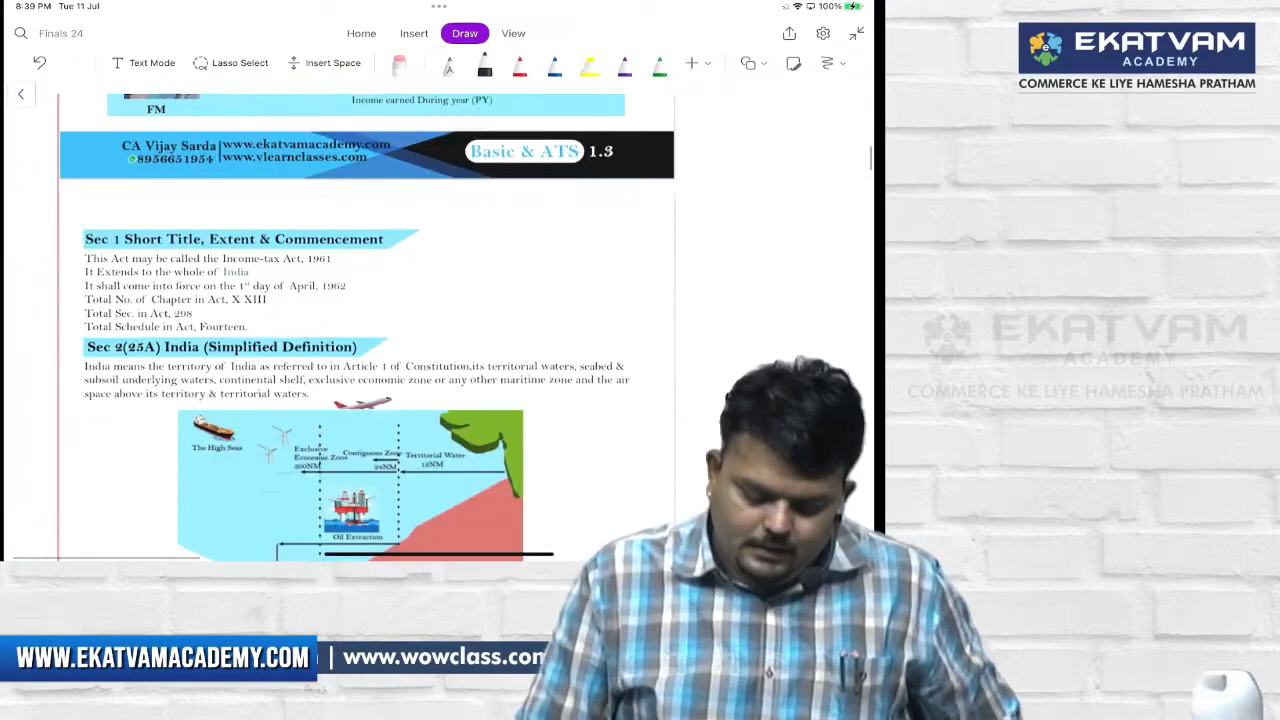 8:39 PM Tue 11 Jul
100%
Finals 24
Home Insert Draw View
Text Mode Lasso Select Insert Space
FM
Income earned During year (PY)
CA Vijay Sarda | www.ekatvamacademy.com
8956651954 | www.vlearnclasses.com
Basic & ATS 1.3
Sec 1 Short Title, Extent & Commencement
This Act may be called the Income-tax Act, 1961
It Extends to the whole of India
It shall come into force on the 1st day of April, 1962
Total No. of Chapter in Act, X XIII
Total Sec. in Act, 298
Total Schedule in Act, Fourteen.
Sec 2(25A) India (Simplified Definition)
India means the territory of India as referred to in Article 1 of Constitution,its territorial waters, seabed &
subsoil underlying waters, continental shelf, exclusive economic zone or any other maritime zone and the air
space above its territory & territorial waters.
The High Seas
Exclusive
Economic Zone
200NM
Contiguous Zone
24NM
Territorial Water
12NM
Oil Extraction
EKATVAM
ACADEMY
COMMERCE KE LIYE HAMESHA PRATHAM
EKATVAM
ACADEMY
COMMERCE KE LIYE HAMESHA PRATHAM
WWW.EKATVAMACADEMY.COM
| www.wowclass.com